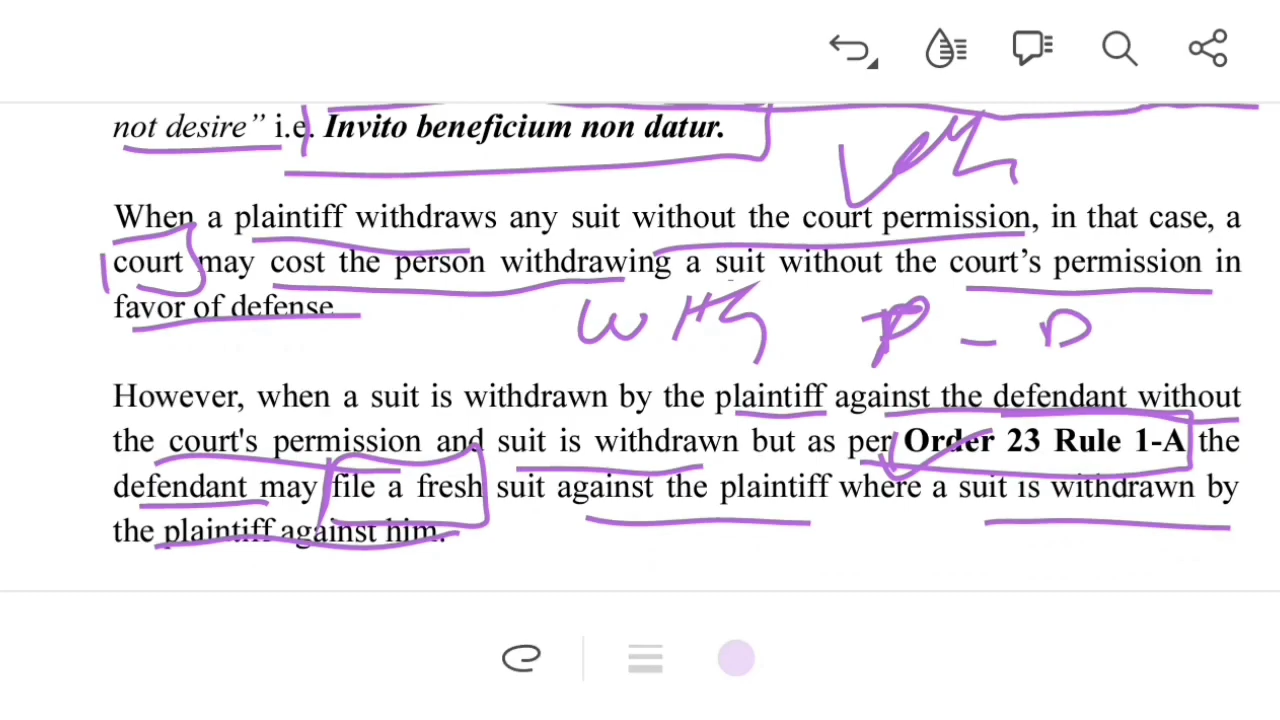 not desire” i.e. Invito beneficium non datur.
When a plaintiff withdraws any suit without the court permission, in that case, a
court may cost the person withdrawing a suit without the court’s permission in
favor of defense
P - D
However, when a suit is withdrawn by the plaintiff against the defendant without
the court's permission and suit is withdrawn but as per Order 23 Rule 1-A the
defendant may file a fresh suit against the plaintiff where a suit is withdrawn by
the plaintiff against him.